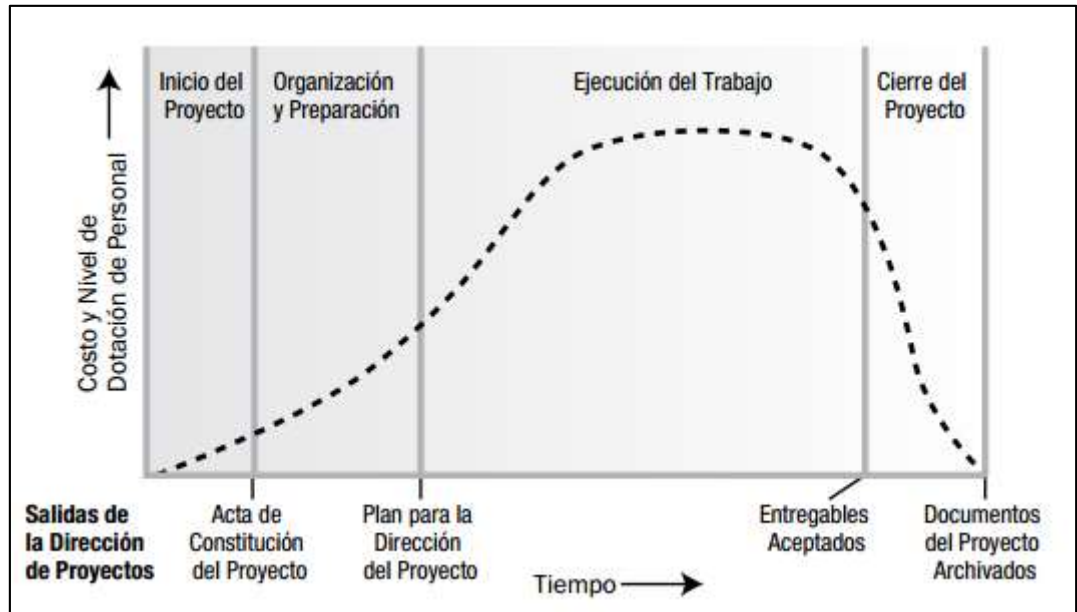 Inicio del
Proyecto
Organización
y Preparación
Ejecución del Trabajo
Cierre del
Proyecto
Costo y Nivel de
Dotación de Personal
Salidas de
la Dirección
de Proyectos
Acta de
Constitución
del Proyecto
Plan para la
Dirección
del Proyecto
Entregables
Aceptados
Documentos
del Proyecto
Archivados
Tiempo